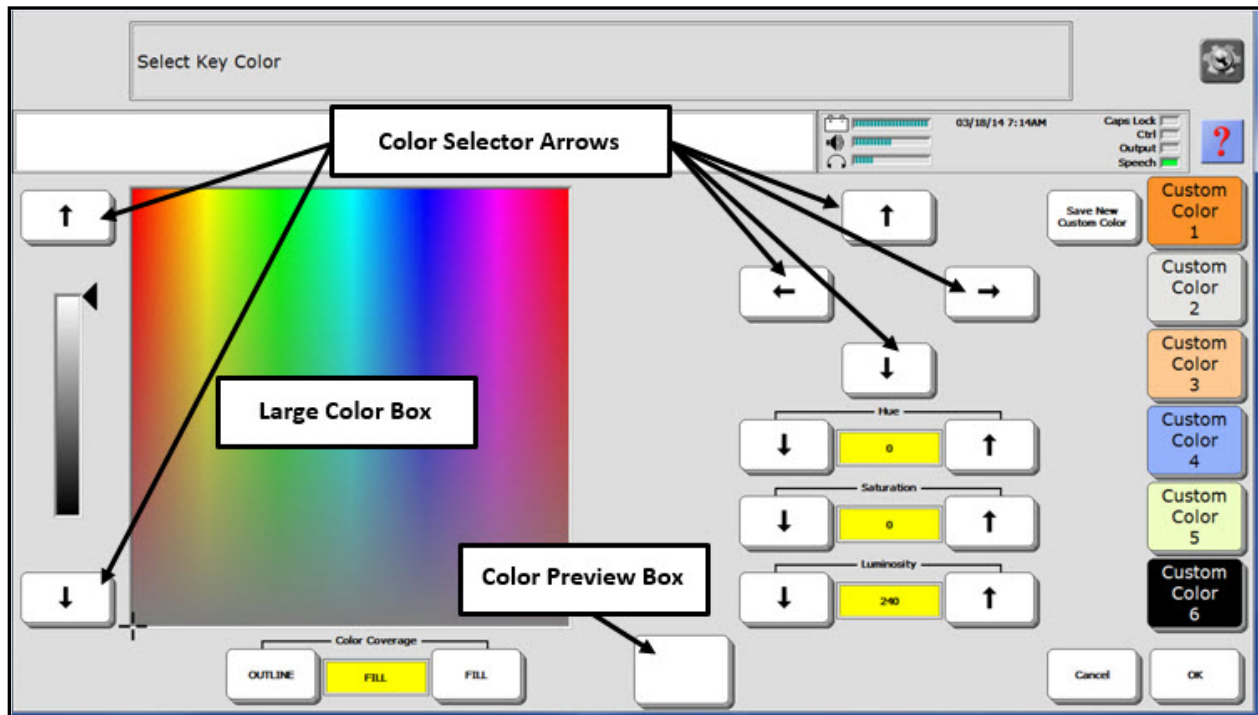 Select Key Color
Color Selector Arrows
03/18/14 7:14AM
Caps Lock
Ctrl
Output
Speech
?
↑
↑
←
→
↓
Save New
Custom Color
Custom
Color
1
Custom
Color
2
Custom
Color
3
Custom
Color
4
Custom
Color
5
Custom
Color
6
Large Color Box
Hue
↓ 0 ↑
Saturation
↓ 0 ↑
Luminosity
↓ 240 ↑
↓
Color Preview Box
Color Coverage
OUTLINE FILL FILL
Cancel OK